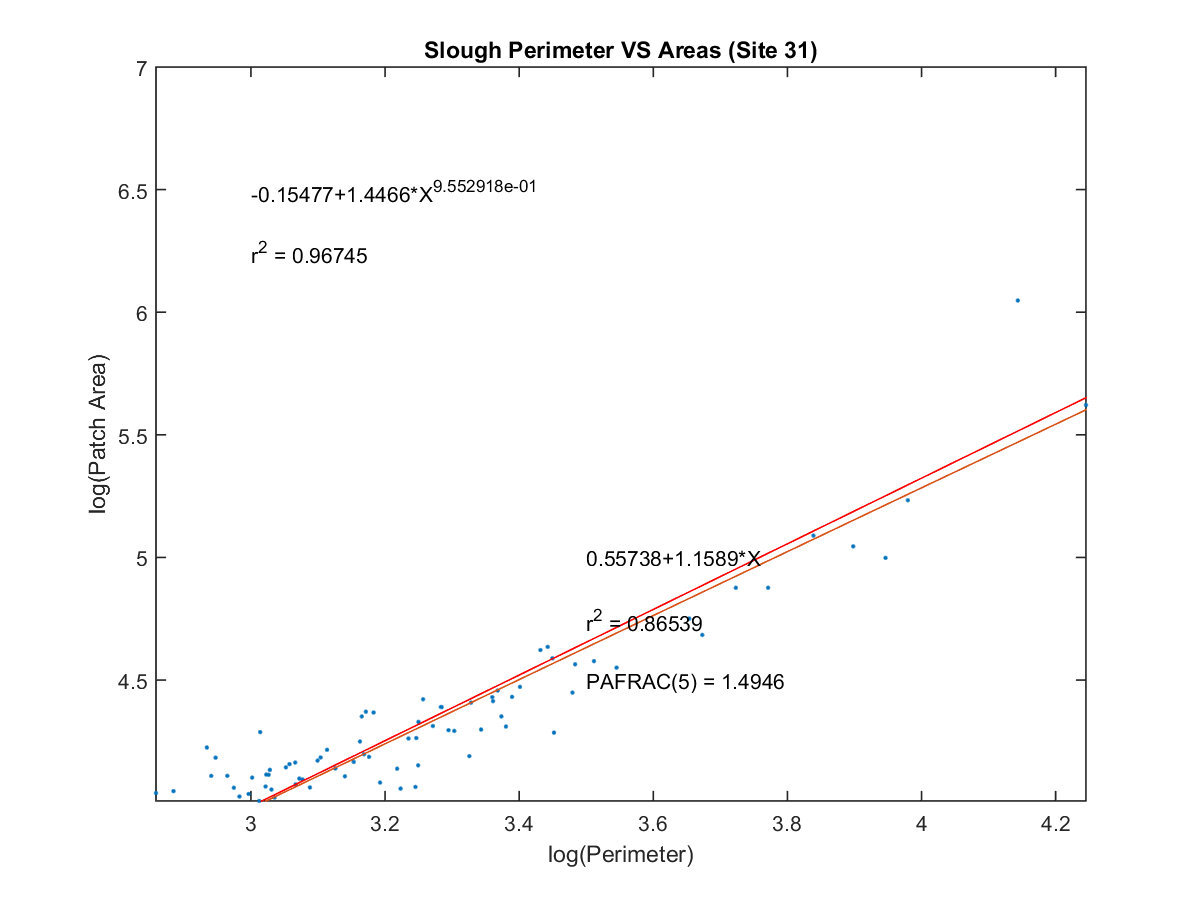 Slough Perimeter VS Areas (Site 31)
7
6.5
6
5.5
5
4.5
log(Patch Area)
-0.15477+1.4466*X^9.552918e-01
r^2 = 0.96745
0.55738+1.1589*X
r^2 = 0.86539
PAFRAC(5) = 1.4946
3 3.2 3.4 3.6 3.8 4 4.2
log(Perimeter)